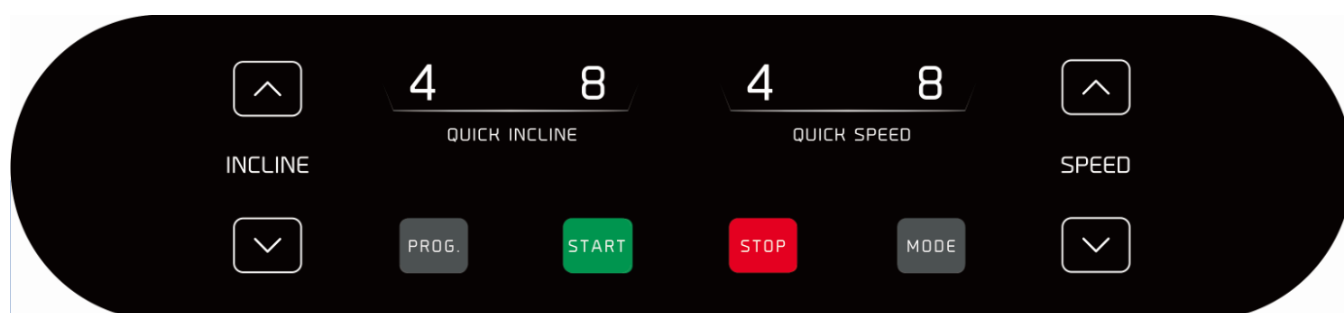 4 8 4 8
QUICK INCLINE QUICK SPEED
INCLINE SPEED
PROG. START STOP MODE